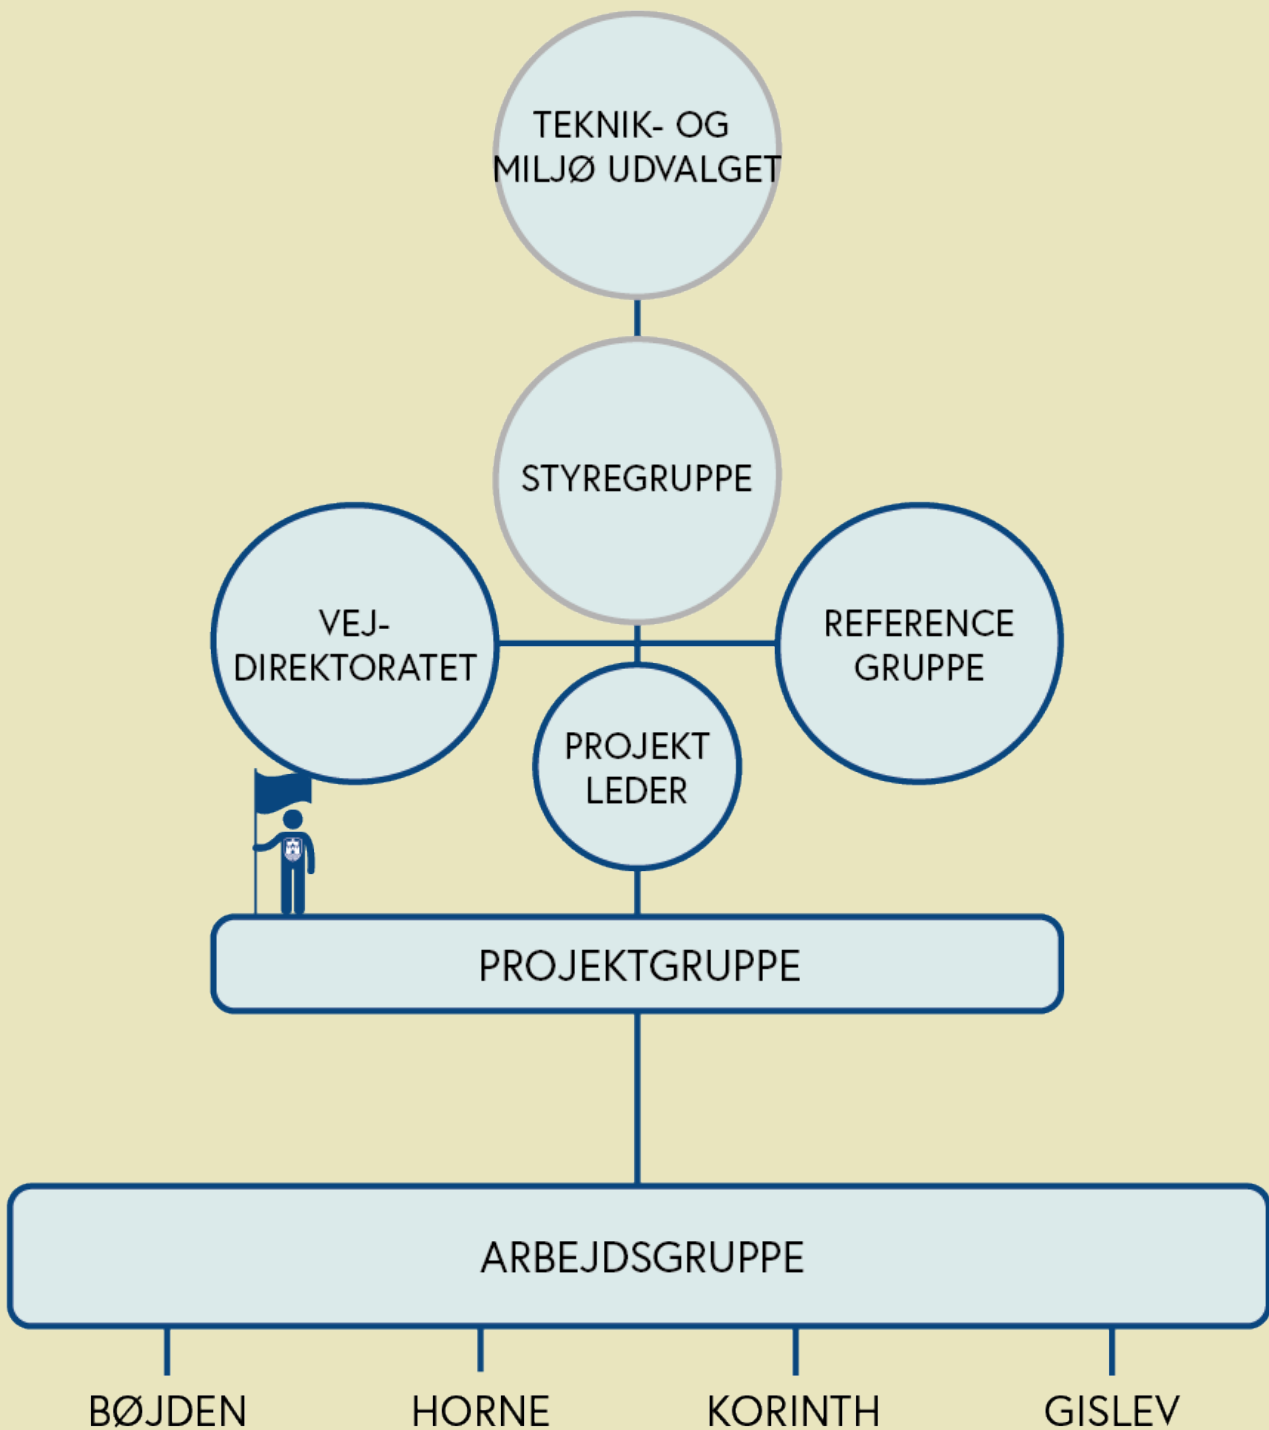 TEKNIK- OG
MILJØ UDVALGET
STYREGRUPPE
VEJ-
DIREKTORATET
REFERENCE
GRUPPE
PROJEKT
LEDER
PROJEKTGRUPPE
ARBEJDSGRUPPE
BØJDEN
HORNE
KORINTH
GISLEV